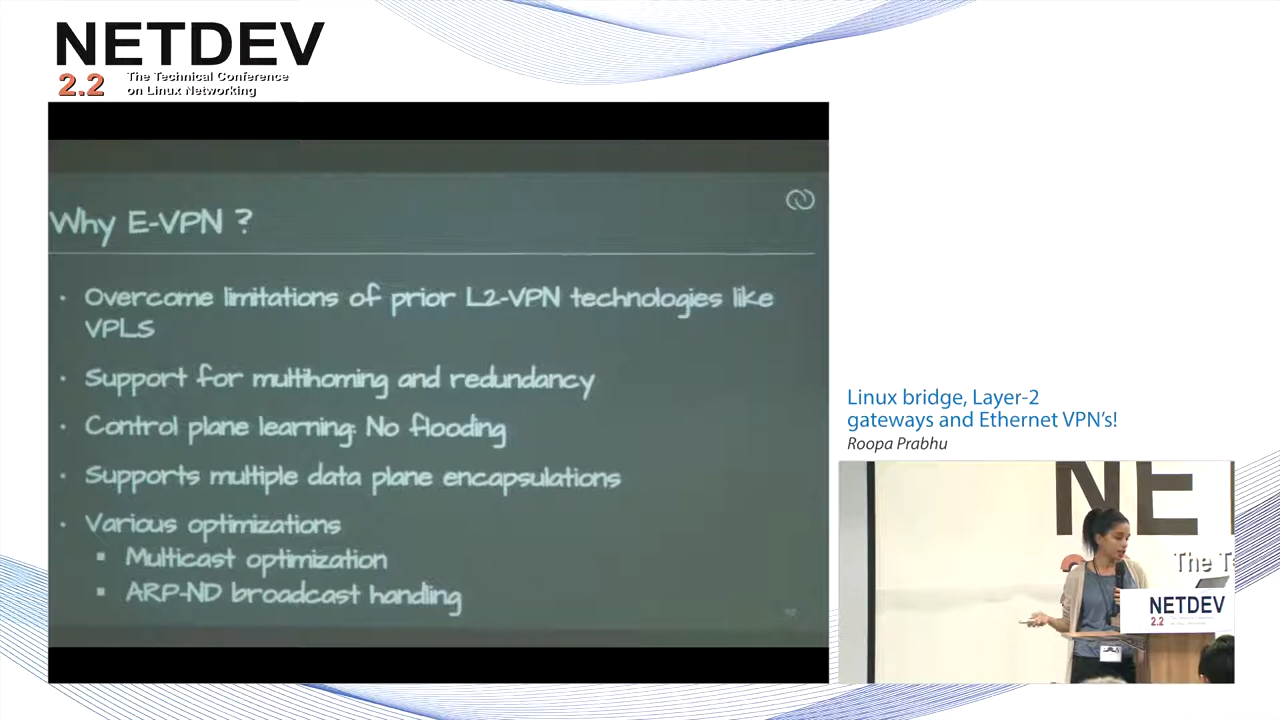 NETDEV
2.2
The Technical Conference
on Linux Networking
Why E-VPN ?
• Overcome limitations of prior L2-VPN technologies like
VPLS
• Support for multihoming and redundancy
• Control plane learning: No flooding
• Supports multiple data plane encapsulations
• Various optimizations
▪ Multicast optimization
▪ ARP-ND broadcast handling
Linux bridge, Layer-2
gateways and Ethernet VPN's!
Roopa Prabhu
NE
The T
NETDEV
2.2